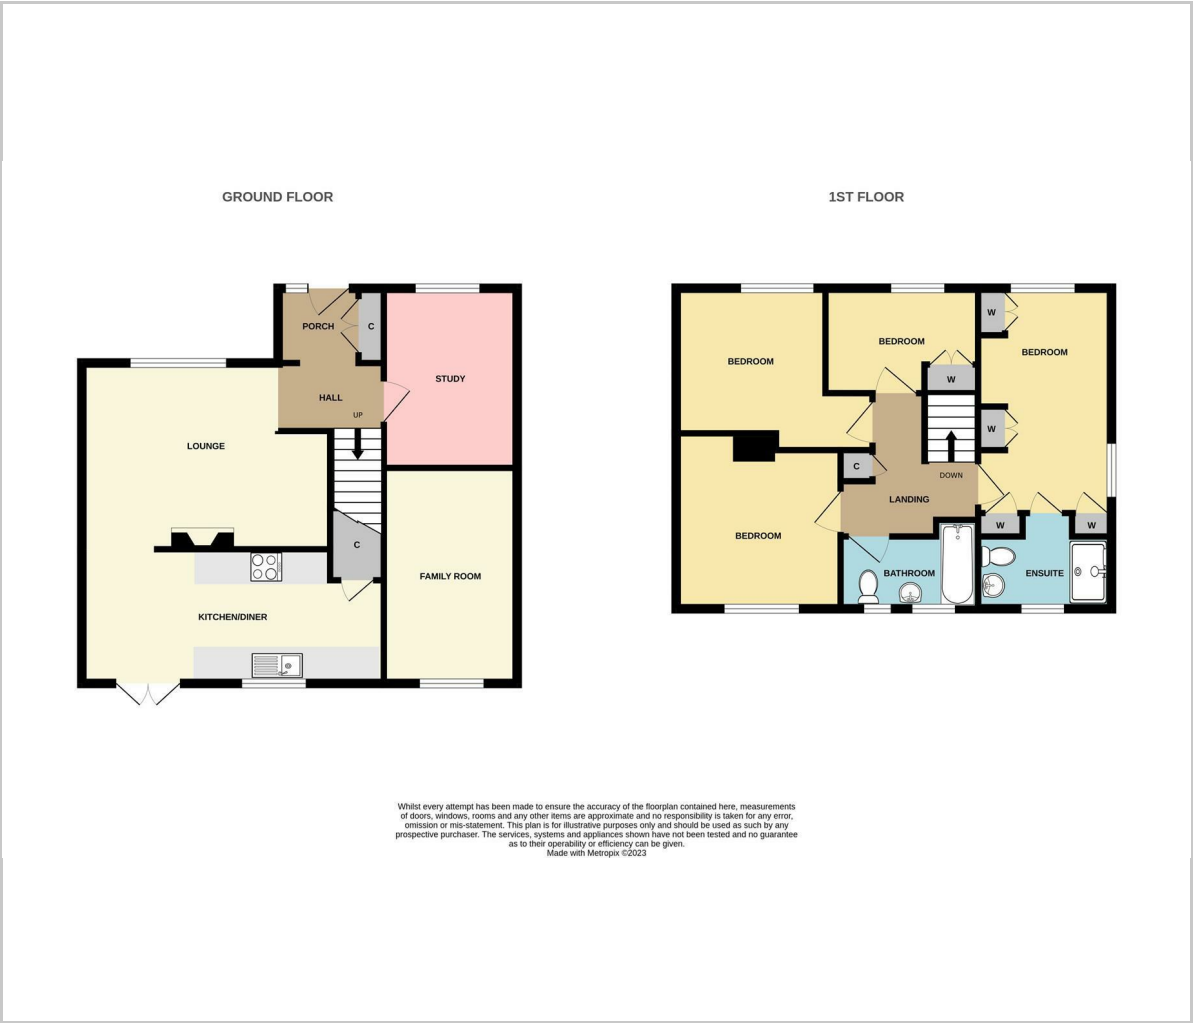 GROUND FLOOR
1ST FLOOR
PORCH
C
STUDY
HALL
UP
LOUNGE
C
FAMILY ROOM
KITCHEN/DINER
W
BEDROOM
BEDROOM
BEDROOM
W
W
C
DOWN
LANDING
BEDROOM
W
W
BATHROOM
ENSUITE
Whilst every attempt has been made to ensure the accuracy of the floorplan contained here, measurements
of doors, windows, rooms and any other items are approximate and no responsibility is taken for any error,
omission or mis-statement. This plan is for illustrative purposes only and should be used as such by any
prospective purchaser. The services, systems and appliances shown have not been tested and no guarantee
as to their operability or efficiency can be given.
Made with Metropix ©2023